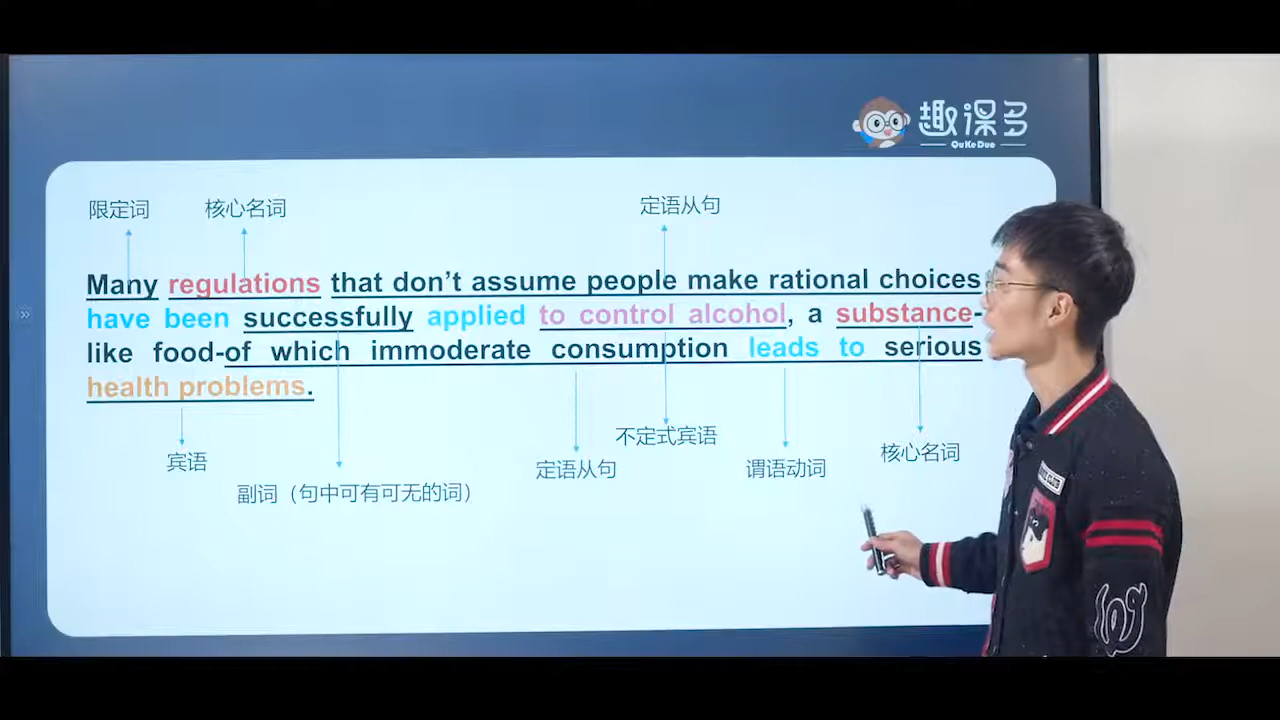 趣课多
QuKeDuo
限定词 核心名词 定语从句
Many regulations that don't assume people make rational choices
have been successfully applied to control alcohol, a substance-
like food-of which immoderate consumption leads to serious
health problems.
宾语 副词（句中可有可无的词） 定语从句 不定式宾语 谓语动词 核心名词